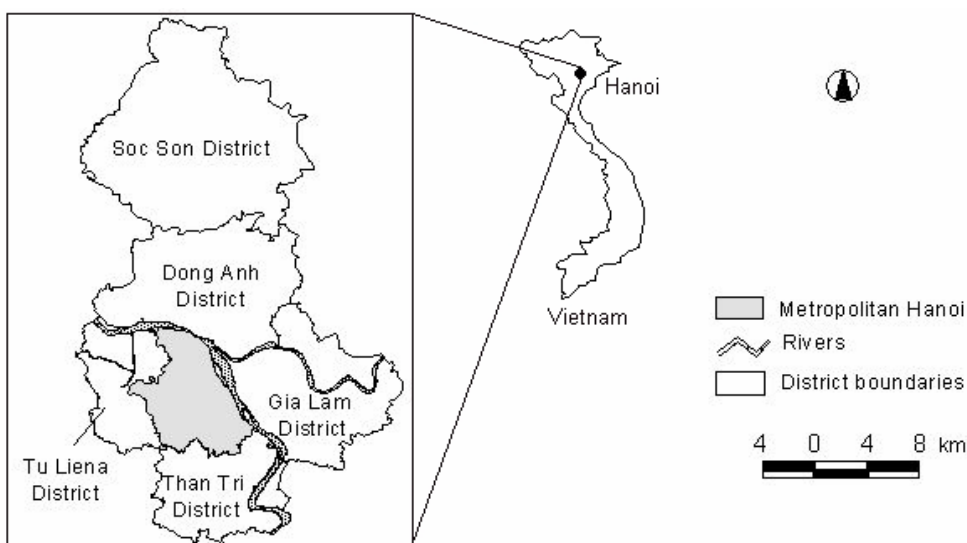 Soc Son District
Dong Anh
District
Gia Lam
District
Tu Liena
District
Than Tri
District
Hanoi
Vietnam
Metropolitan Hanoi
Rivers
District boundaries
4 0 4 8 km